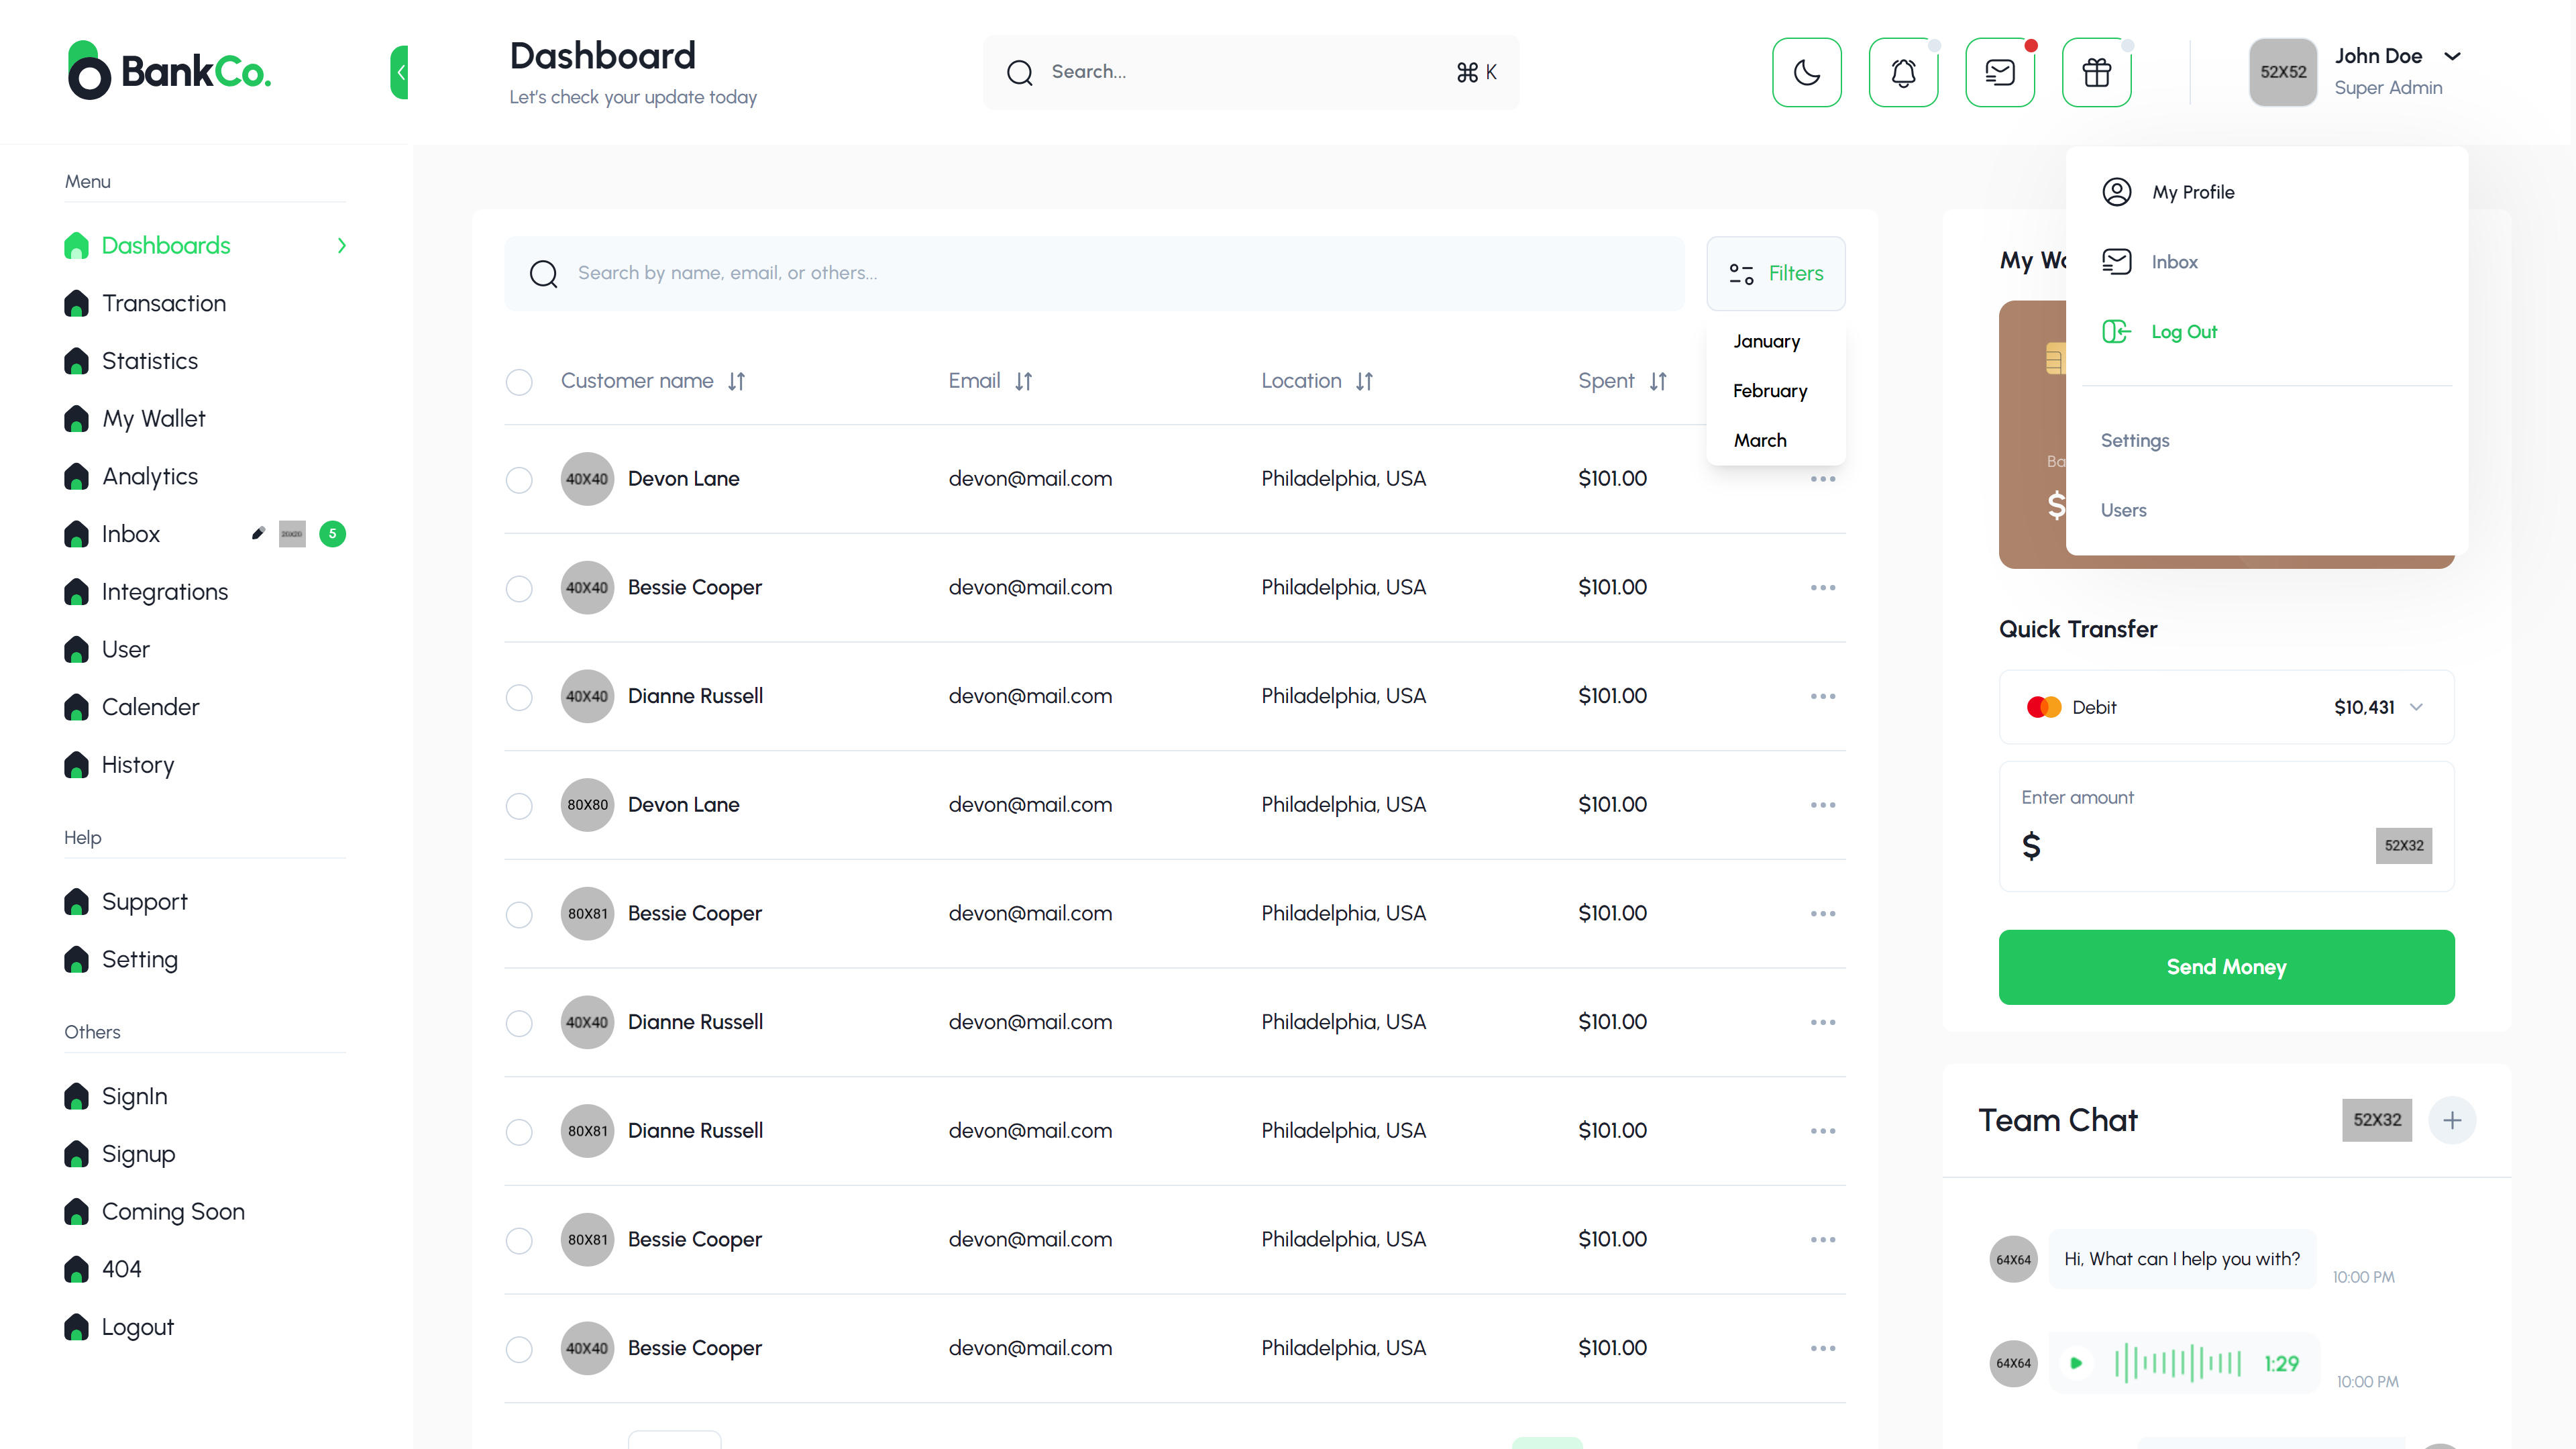 BankCo.
Dashboard
Let's check your update today
Search...
⌘ K
52X52
John Doe
Super Admin
Menu
Dashboards
Transaction
Statistics
My Wallet
Analytics
Inbox
20x20
5
Integrations
User
Calender
History
Help
Support
Setting
Others
SignIn
Signup
Coming Soon
404
Logout
Search by name, email, or others...
Filters
January
February
March
Customer name
Email
Location
Spent
40X40 Devon Lane devon@mail.com Philadelphia, USA $101.00
40X40 Bessie Cooper devon@mail.com Philadelphia, USA $101.00
40X40 Dianne Russell devon@mail.com Philadelphia, USA $101.00
80X80 Devon Lane devon@mail.com Philadelphia, USA $101.00
80X81 Bessie Cooper devon@mail.com Philadelphia, USA $101.00
40X40 Dianne Russell devon@mail.com Philadelphia, USA $101.00
80X81 Dianne Russell devon@mail.com Philadelphia, USA $101.00
80X81 Bessie Cooper devon@mail.com Philadelphia, USA $101.00
40X40 Bessie Cooper devon@mail.com Philadelphia, USA $101.00
My Profile
Inbox
Log Out
Settings
Users
My
Ba
$
Quick Transfer
Debit
$10,431
Enter amount
$
52X32
Send Money
Team Chat
52X32
64X64
Hi, What can I help you with?
10:00 PM
64X64
1:29
10:00 PM